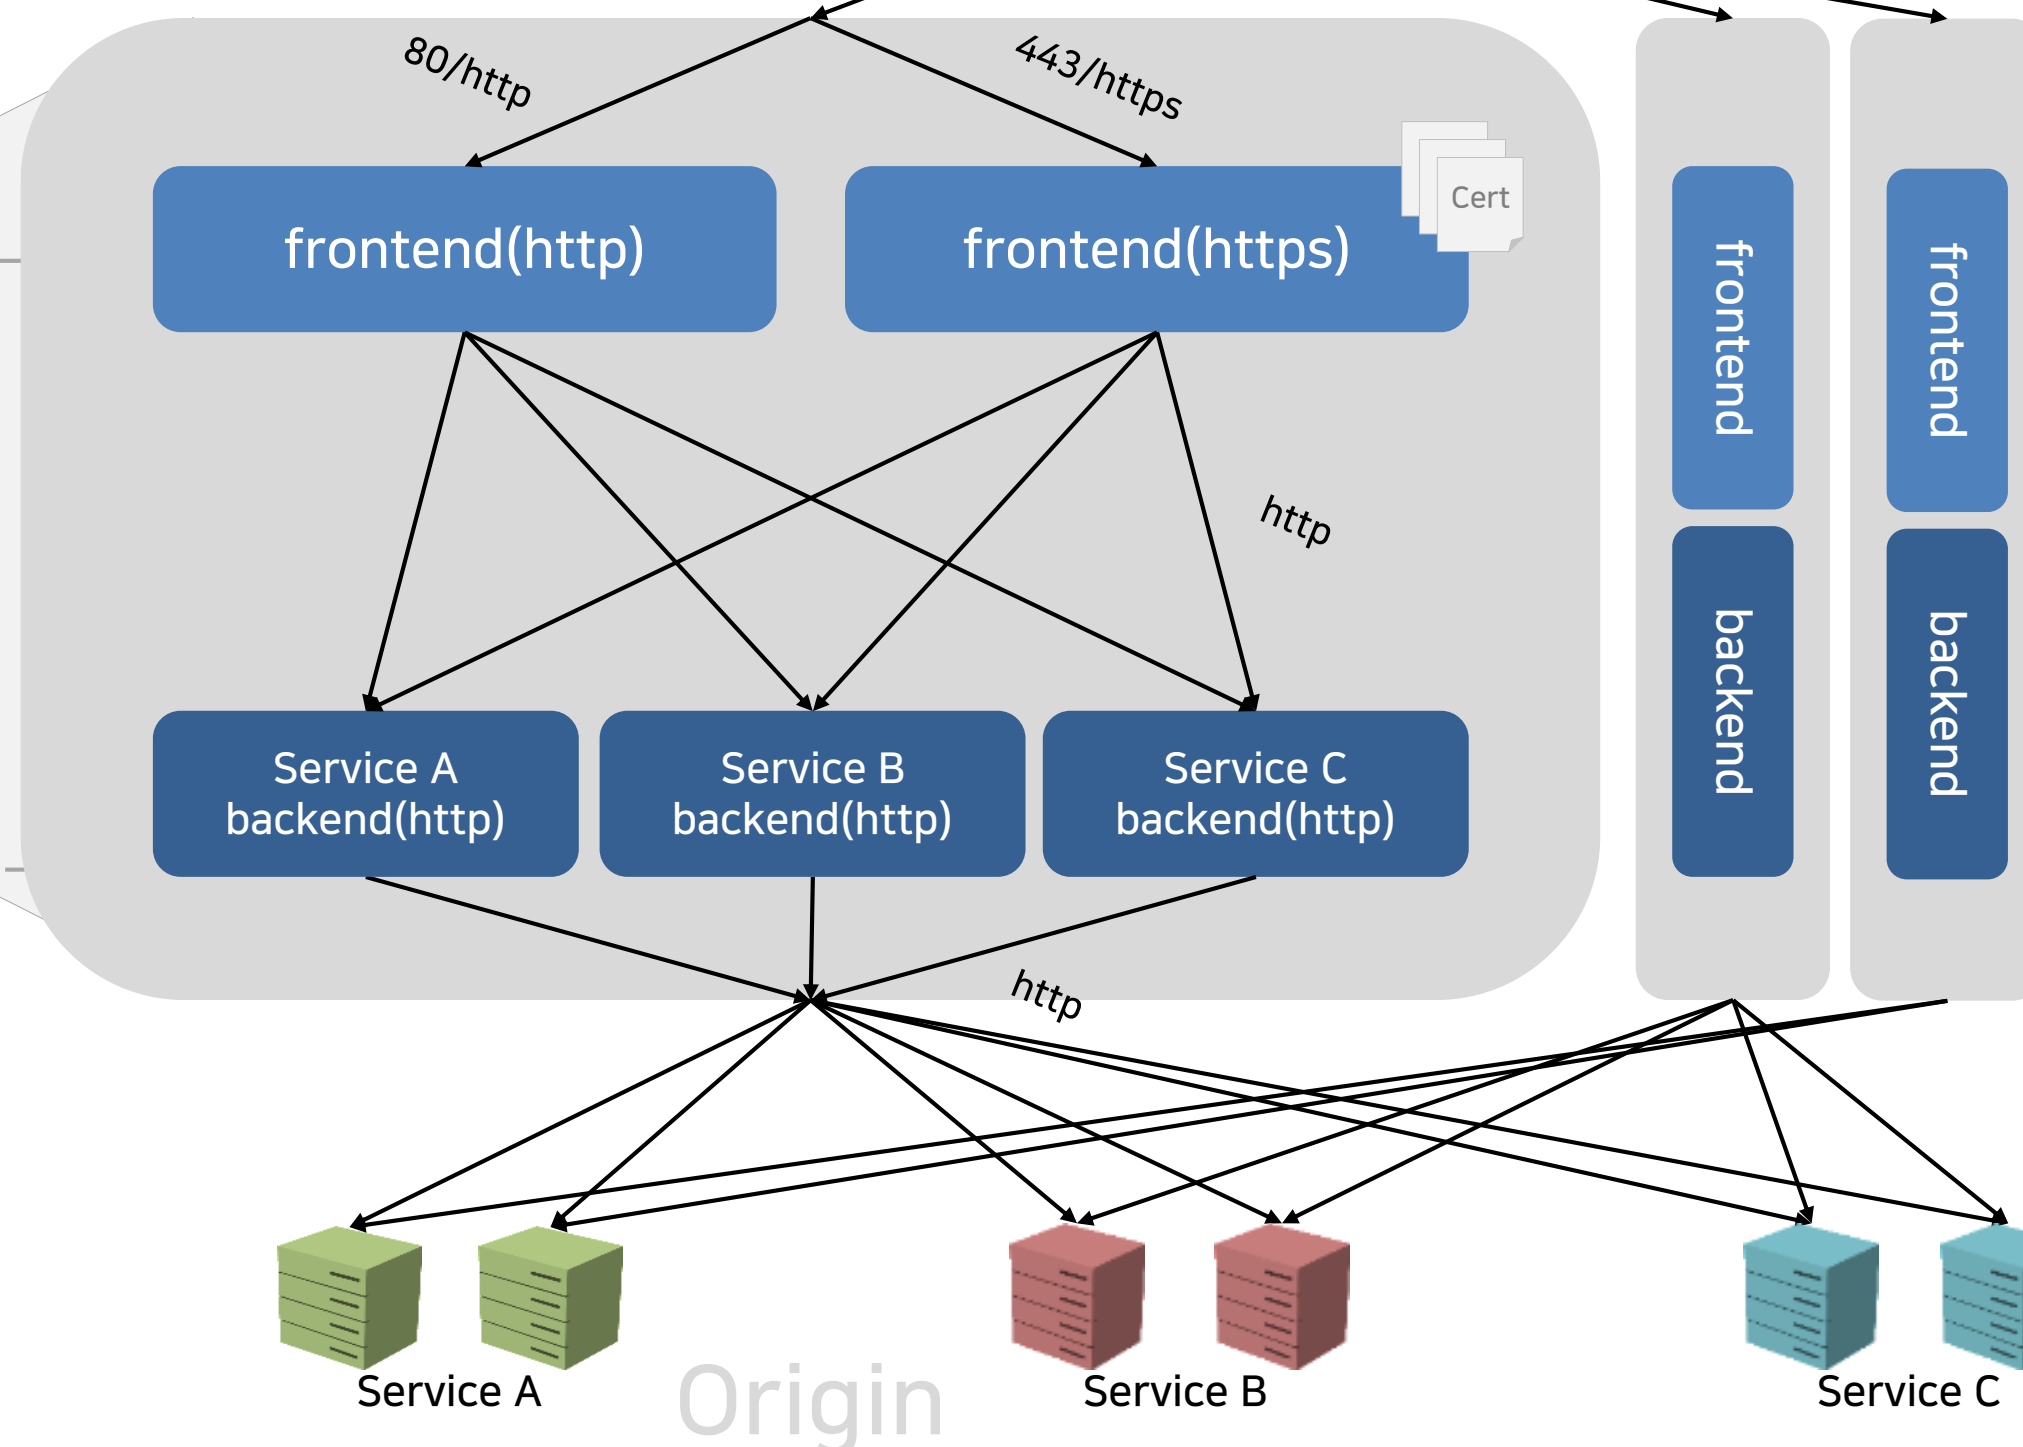 80/http
443/https
Cert
frontend(http)
frontend(https)
frontend
frontend
http
Service A
backend(http)
Service B
backend(http)
Service C
backend(http)
backend
backend
http
Service A
Origin
Service B
Service C